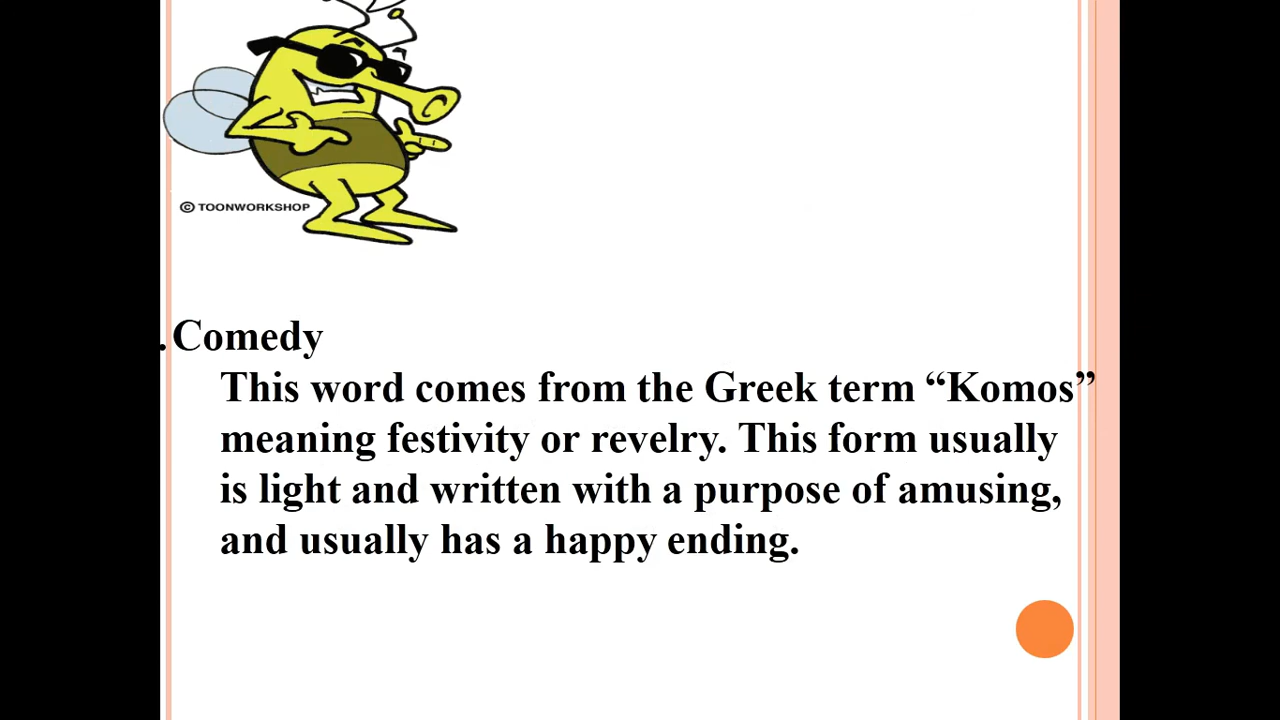 © TOONWORKSHOP
.Comedy
This word comes from the Greek term “Komos”
meaning festivity or revelry. This form usually
is light and written with a purpose of amusing,
and usually has a happy ending.